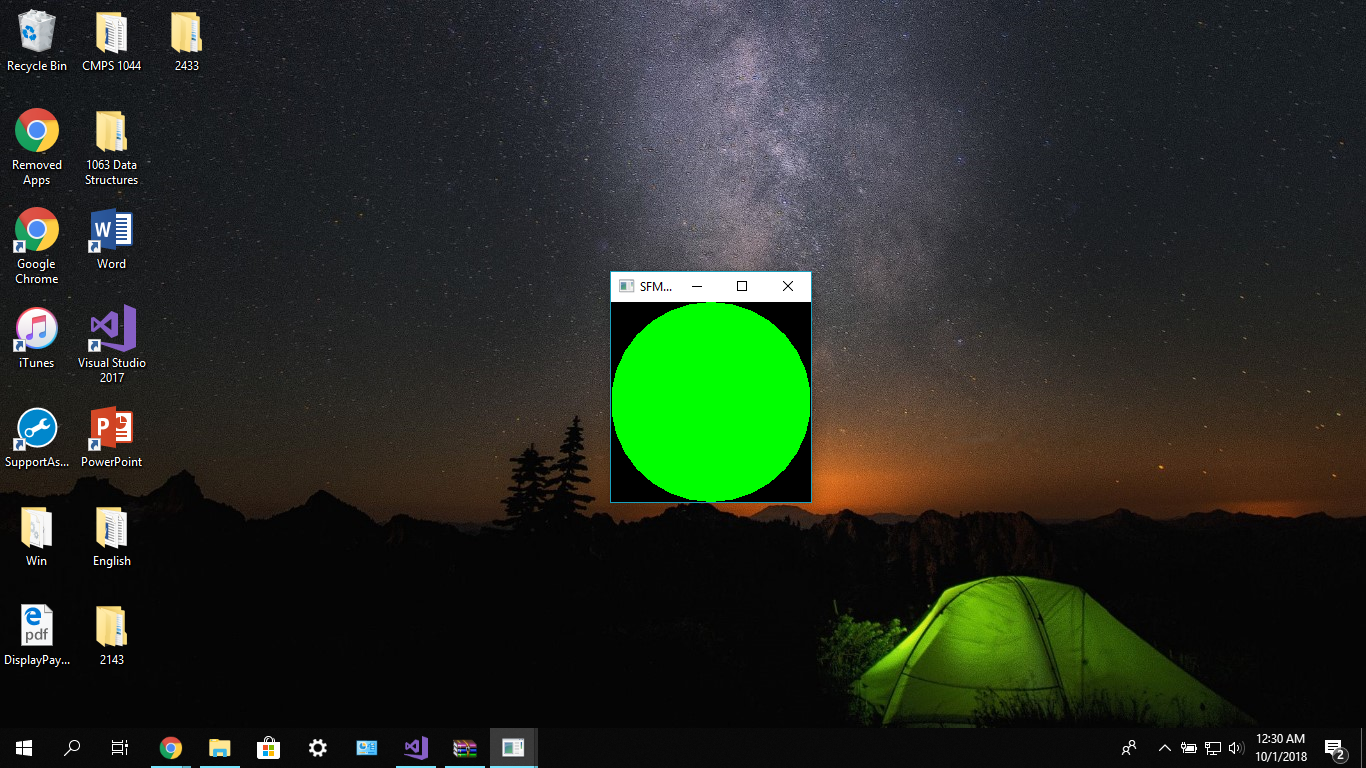 Recycle Bin
CMPS 1044
2433
Removed
Apps
1063 Data
Structures
Google
Chrome
W
Word
iTunes
Visual Studio
2017
SupportAs...
P
PowerPoint
Win
English
pdf
DisplayPay...
2143
SFM...
12:30 AM
10/1/2018
2